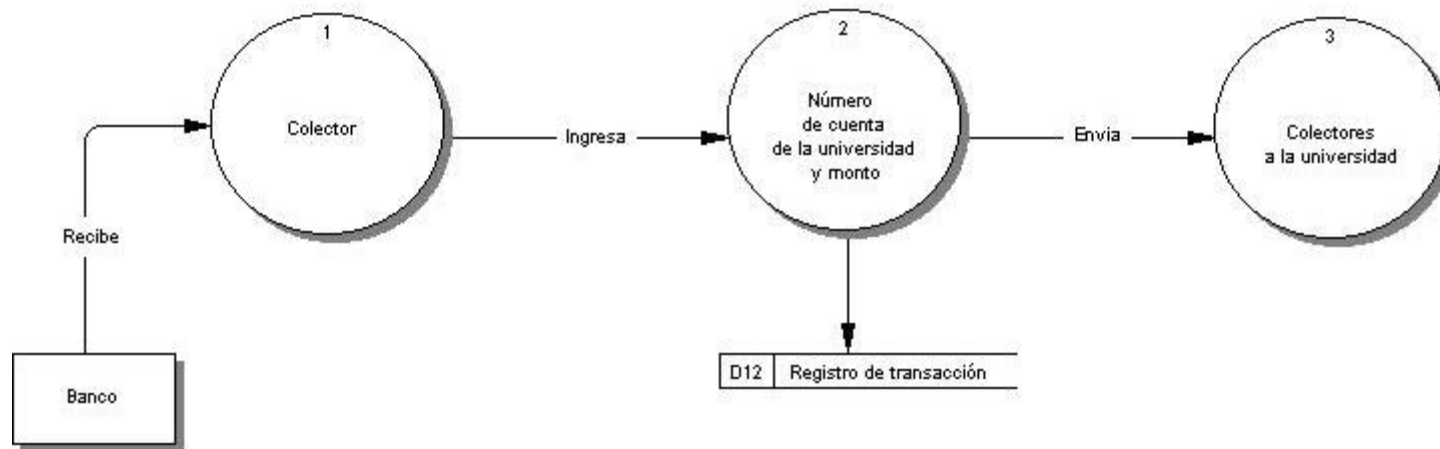 1
Colector
Recibe
Banco
Ingresa
2
Número
de cuenta
de la universidad
y monto
D12 Registro de transacción
Envia
3
Colectores
a la universidad